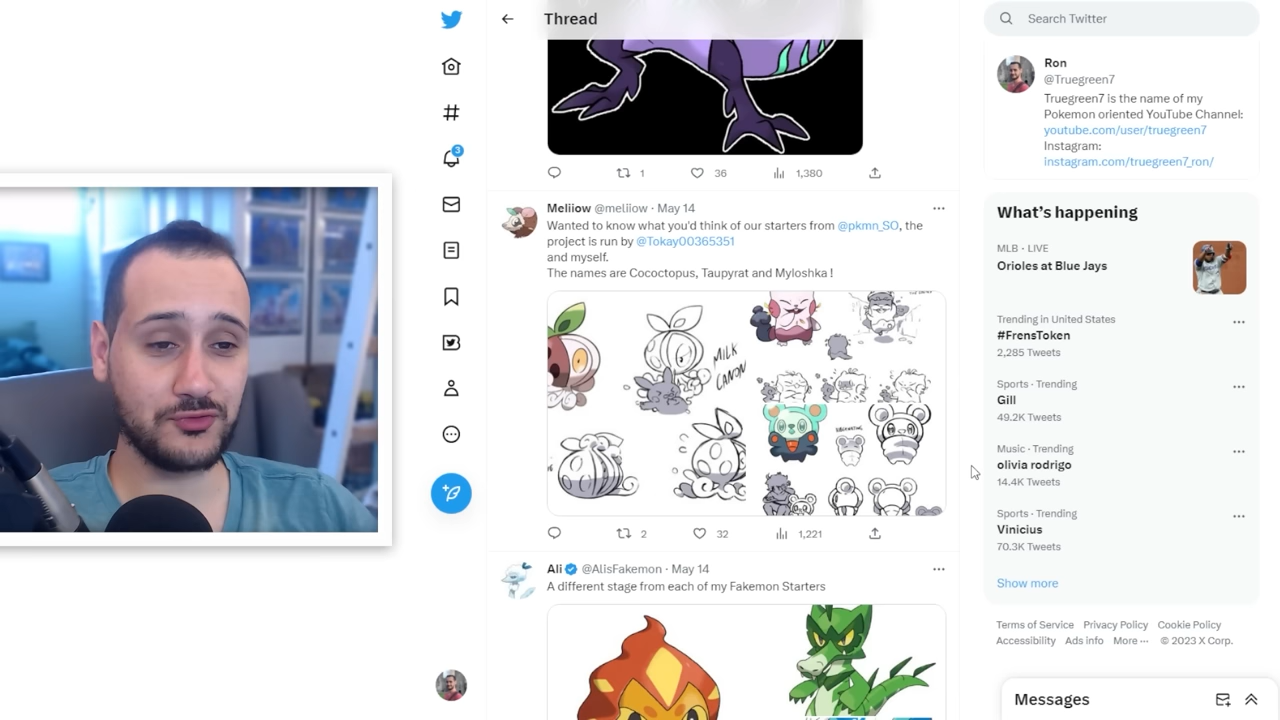 Thread
Search Twitter
Ron
@Truegreen7
Truegreen7 is the name of my
Pokemon oriented YouTube Channel:
youtube.com/user/truegreen7
Instagram:
instagram.com/truegreen7_ron/
3
1
36
1,380
Meliiow @meliiow · May 14
Wanted to know what you'd think of our starters from @pkmn_SO, the
project is run by @Tokay00365351
and myself.
The names are Cococtopus, Taupyrat and Myloshka !
MILK
CANON
2
32
1,221
Ali @AlisFakemon · May 14
A different stage from each of my Fakemon Starters
What's happening
MLB · LIVE
Orioles at Blue Jays
Trending in United States
#FrensToken
2,285 Tweets
Sports · Trending
Gill
49.2K Tweets
Music · Trending
olivia rodrigo
14.4K Tweets
Sports · Trending
Vinicius
70.3K Tweets
Show more
Terms of Service Privacy Policy Cookie Policy
Accessibility Ads info More ··· © 2023 X Corp.
Messages